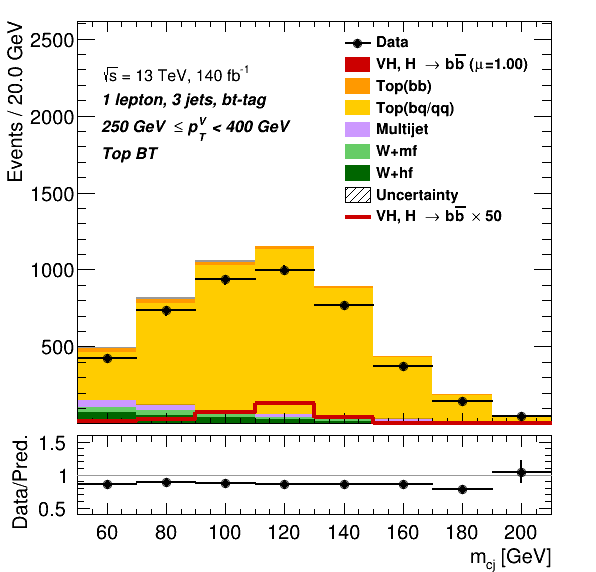 Events / 20.0 GeV
2500
2000
1500
1000
500
√s = 13 TeV, 140 fb⁻¹
1 lepton, 3 jets, bt-tag
250 GeV ≤ p_T^V < 400 GeV
Top BT
Data
VH, H → bb̅ (μ=1.00)
Top(bb)
Top(bq/qq)
Multijet
W+mf
W+hf
Uncertainty
VH, H → bb̅ × 50
Data/Pred.
1.5
1
0.5
60 80 100 120 140 160 180 200
m_cj [GeV]